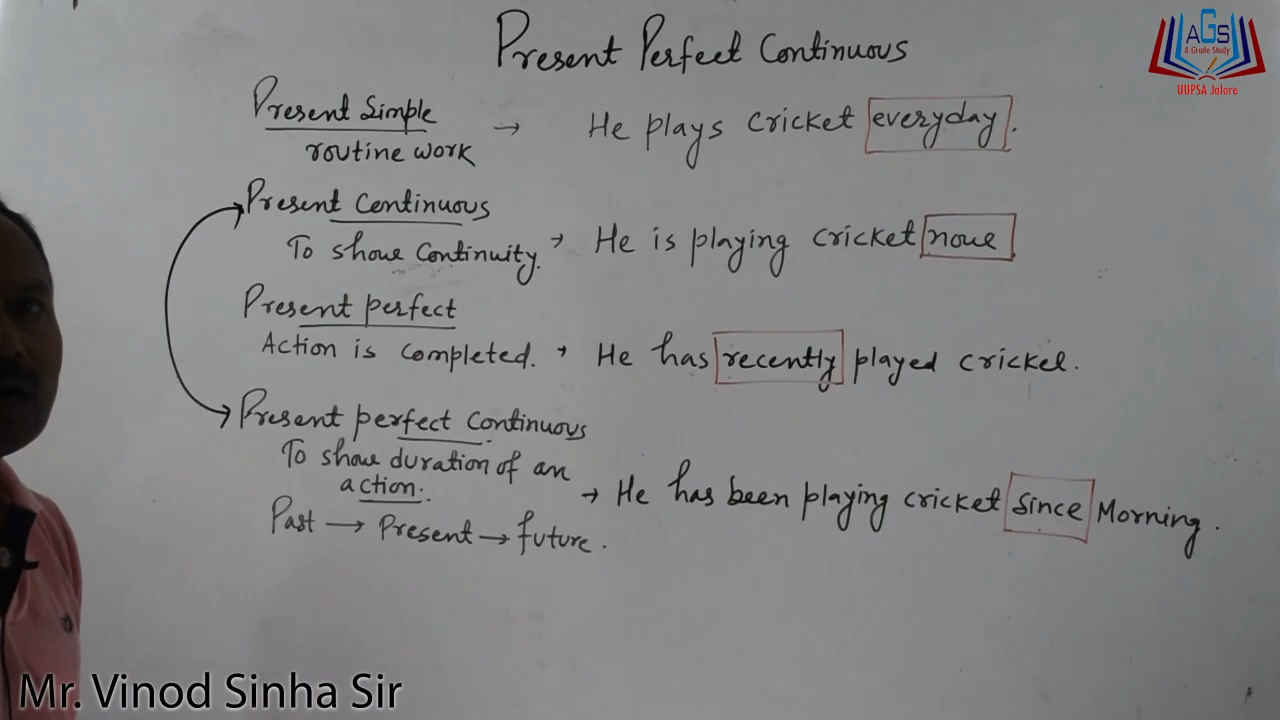 Present Perfect Continuous
AGS
A Grade Study
UUPSA Jalore
Present Simple → He plays cricket everyday.
routine work
Present Continuous
To show Continuity. → He is playing cricket now
Present perfect
Action is completed. → He has recently played cricket.
Present perfect Continuous
To show duration of an
action. → He has been playing cricket since Morning.
Past → Present → future.
Mr. Vinod Sinha Sir